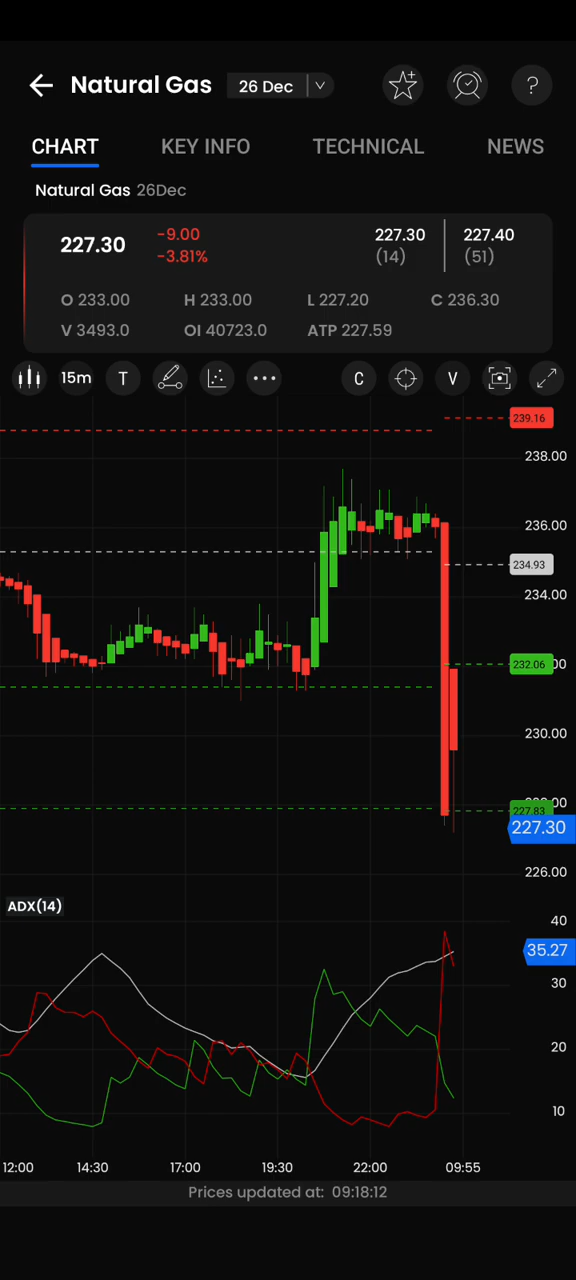 Natural Gas 26 Dec
CHART KEY INFO TECHNICAL NEWS
Natural Gas 26Dec
227.30 -9.00 -3.81% 227.30 (14) 227.40 (51)
O 233.00 H 233.00 L 227.20 C 236.30
V 3493.0 OI 40723.0 ATP 227.59
15m T C V
239.16
238.00
236.00
234.93
234.00
232.06
230.00
227.83
227.30
226.00
ADX(14)
40
35.27
30
20
10
12:00 14:30 17:00 19:30 22:00 09:55
Prices updated at: 09:18:12